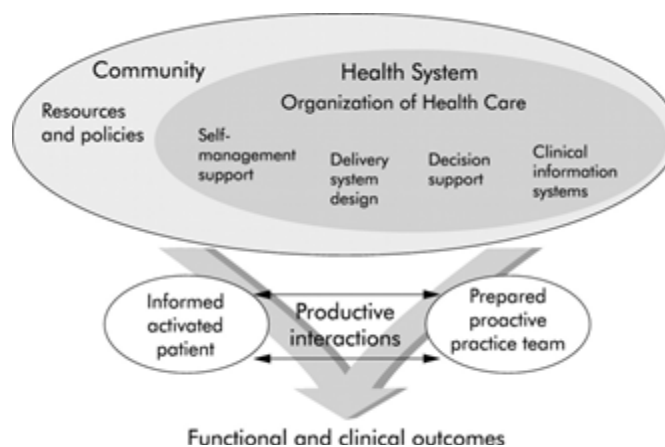 Community
Health System
Organization of Health Care
Resources
and policies
Self-
management
support
Delivery
system
design
Decision
support
Clinical
information
systems
Informed
activated
patient
Productive
interactions
Prepared
proactive
practice team
Functional and clinical outcomes